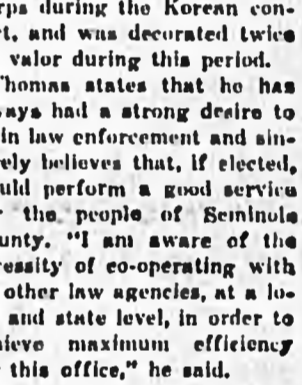 rps during the Korean con-
t, and was decorated twice
valor during this period.
Thomas states that he has
ays had a strong desire to
in law enforcement and sin-
ely believes that, if elected,
uld perform a good service
the people of Seminole
unty. "I am aware of the
essity of co-operating with
other law agencies, at a lo-
and state level, in order to
hieve maximum efficiency
this office," he said.